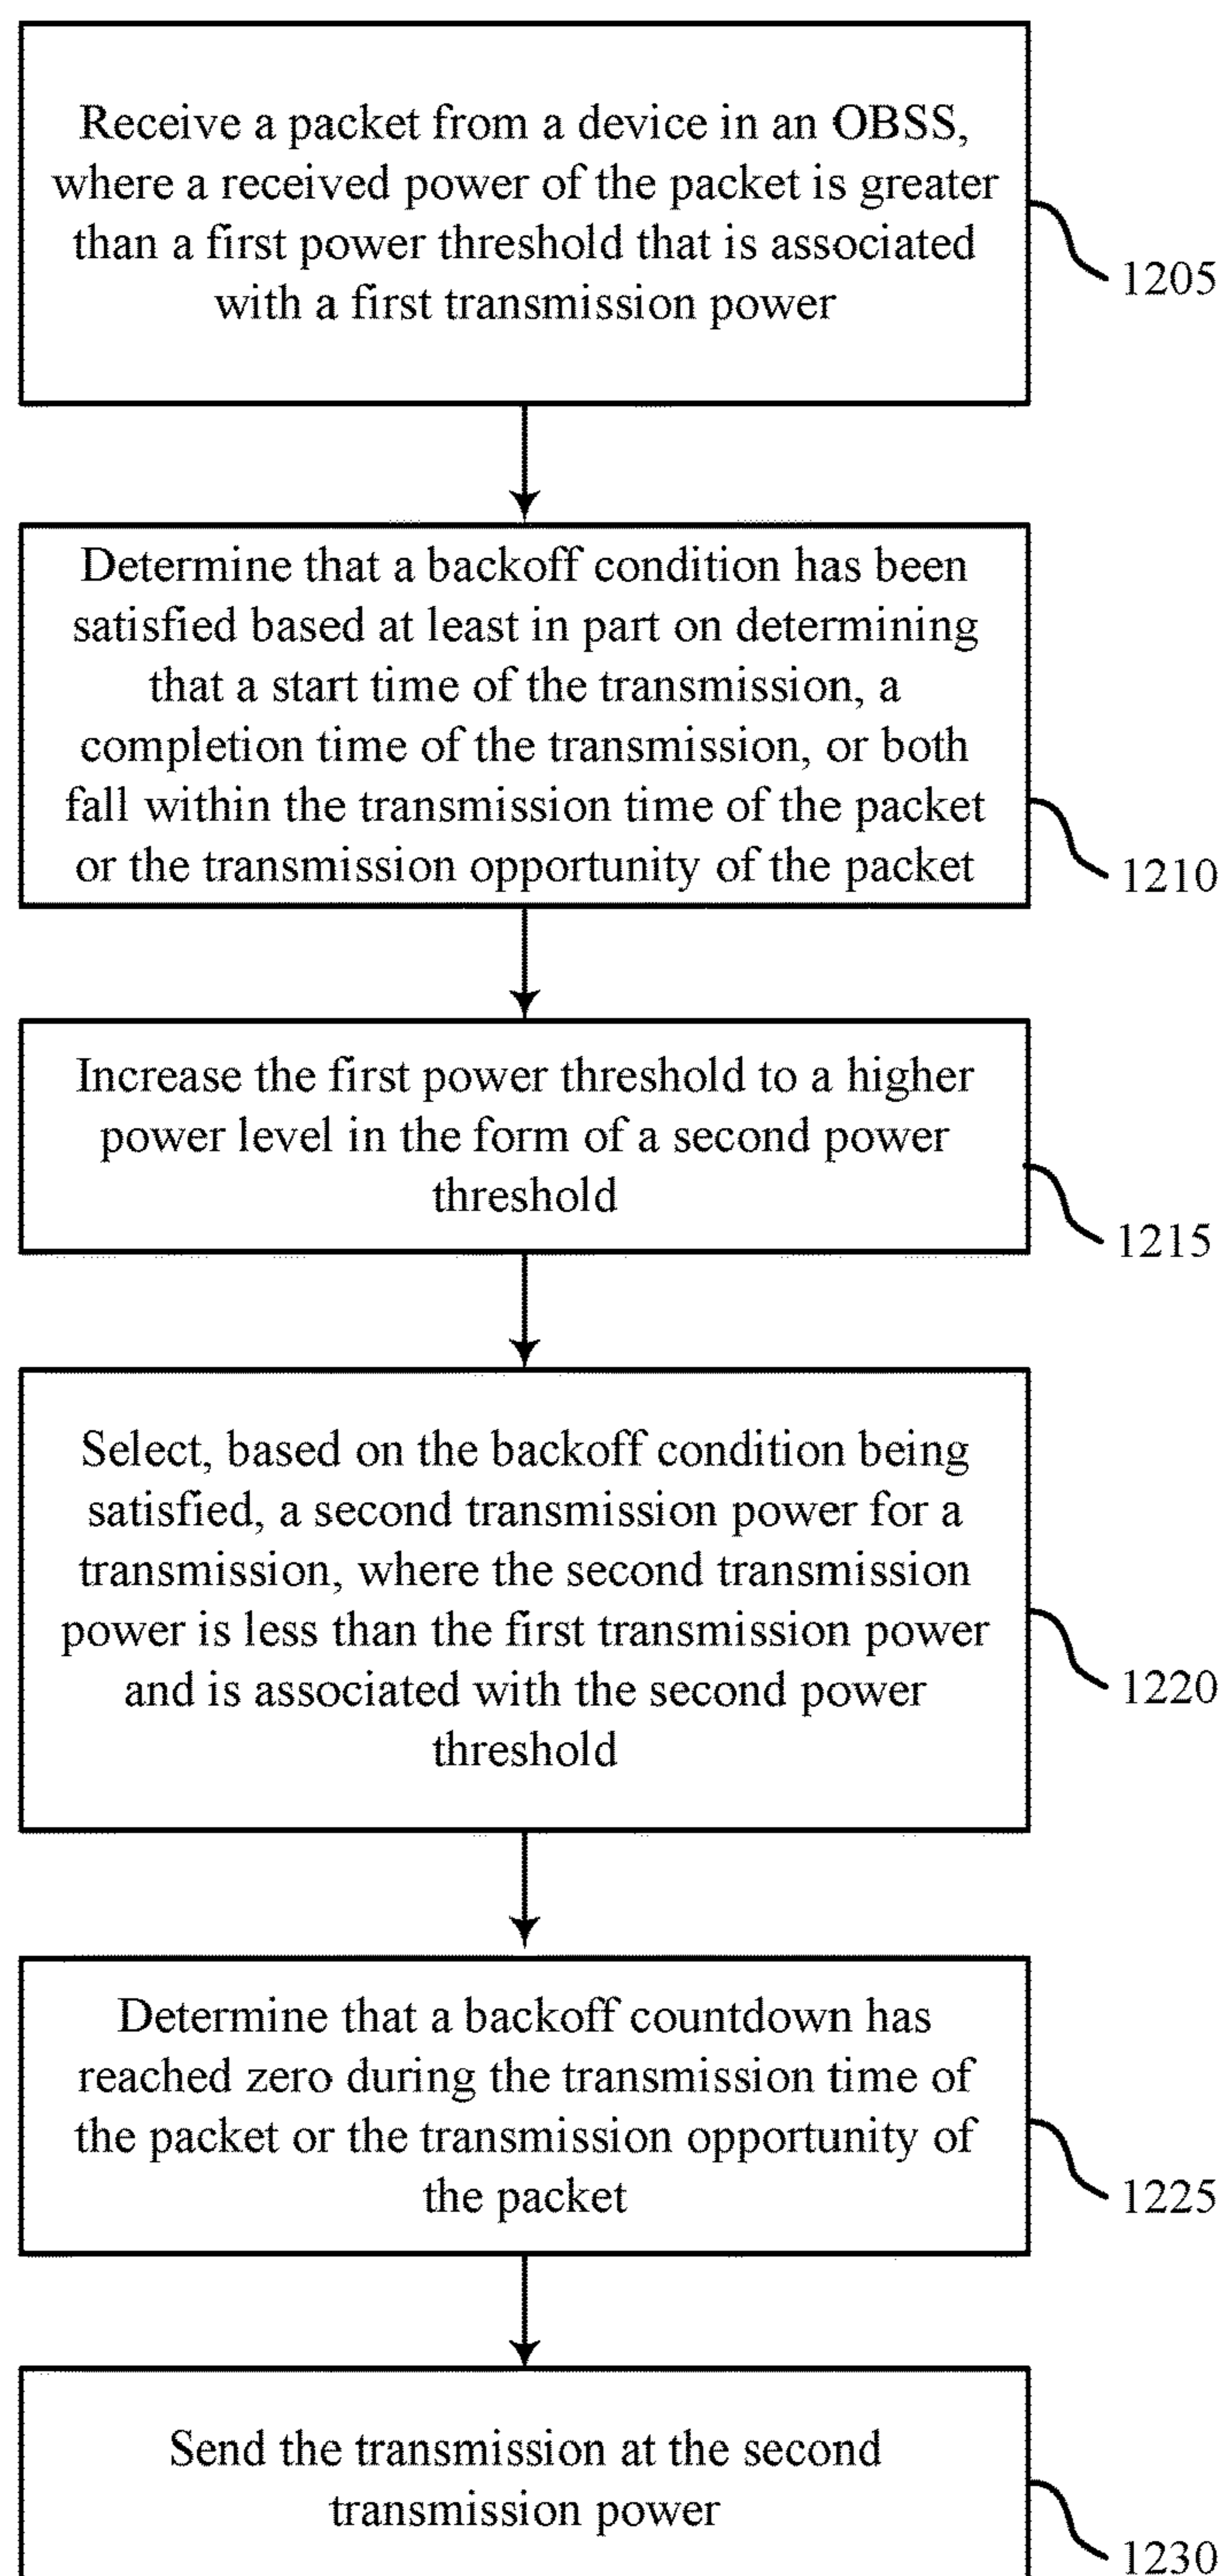 Receive a packet from a device in an OBSS,
where a received power of the packet is greater
than a first power threshold that is associated
with a first transmission power
1205
Determine that a backoff condition has been
satisfied based at least in part on determining
that a start time of the transmission, a
completion time of the transmission, or both
fall within the transmission time of the packet
or the transmission opportunity of the packet
1210
Increase the first power threshold to a higher
power level in the form of a second power
threshold
1215
Select, based on the backoff condition being
satisfied, a second transmission power for a
transmission, where the second transmission
power is less than the first transmission power
and is associated with the second power
threshold
1220
Determine that a backoff countdown has
reached zero during the transmission time of
the packet or the transmission opportunity of
the packet
1225
Send the transmission at the second
transmission power
1230